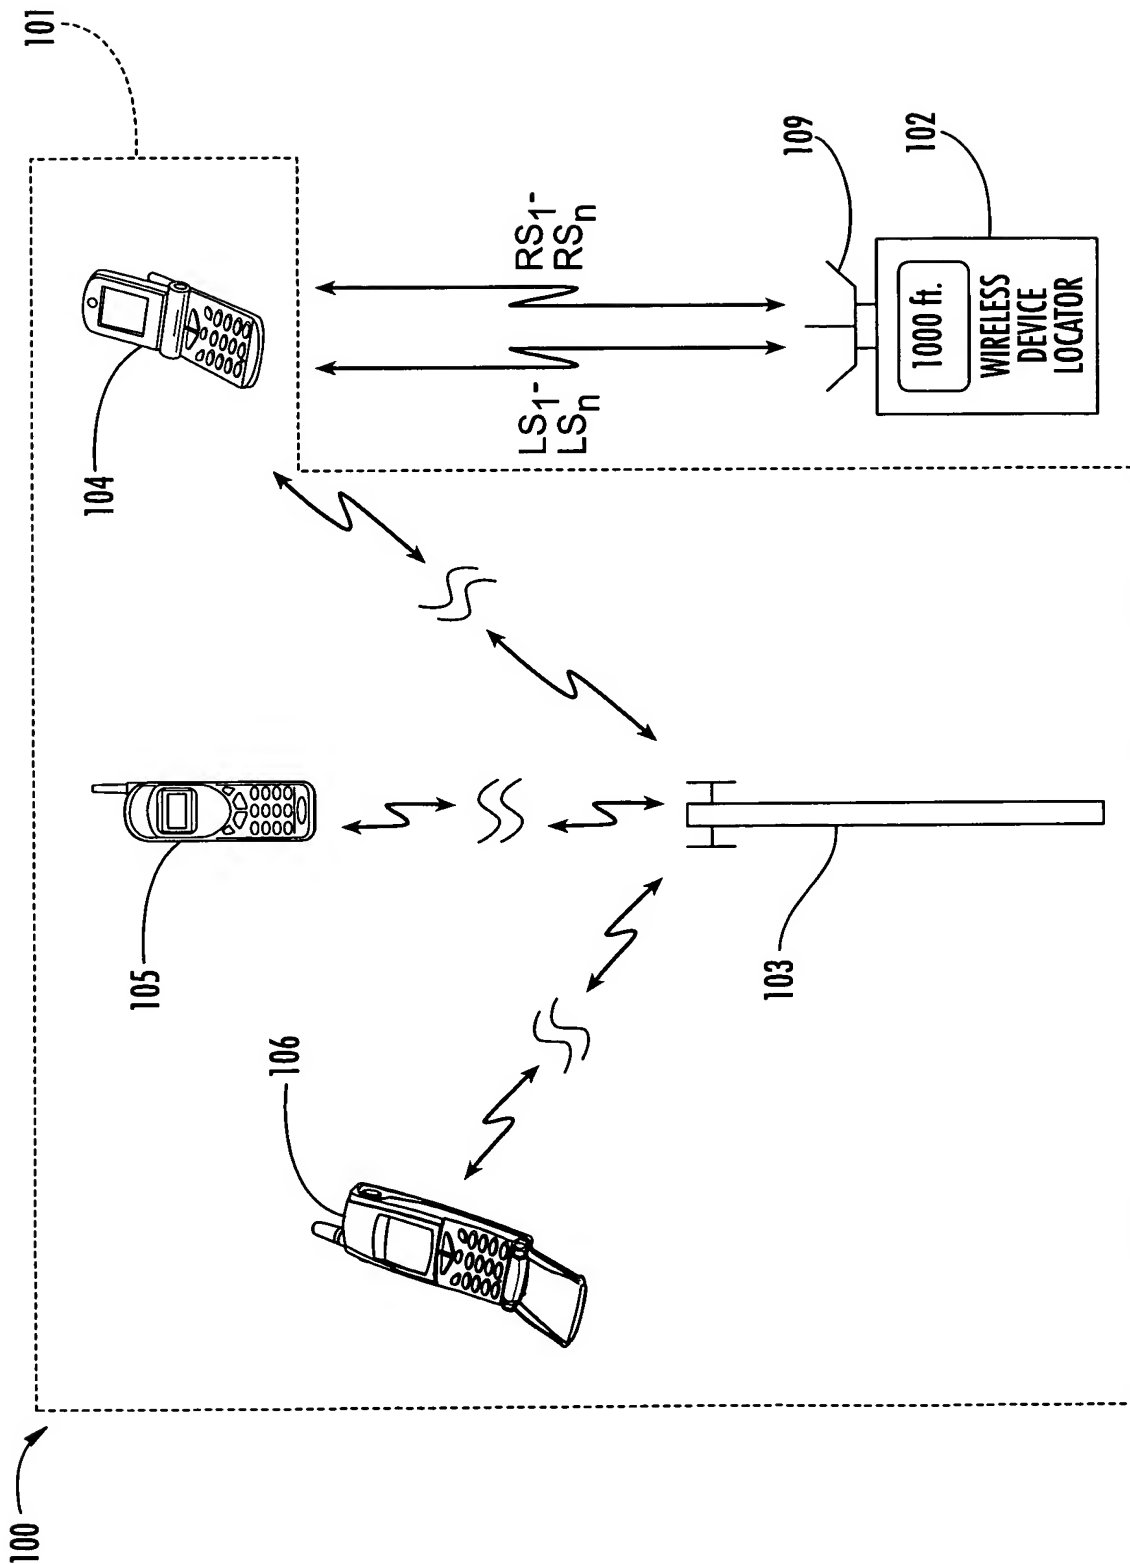 100
101
106
105
104
103
LS1-
LSn
RS1-
RSn
109
102
1000 ft.
WIRELESS
DEVICE
LOCATOR